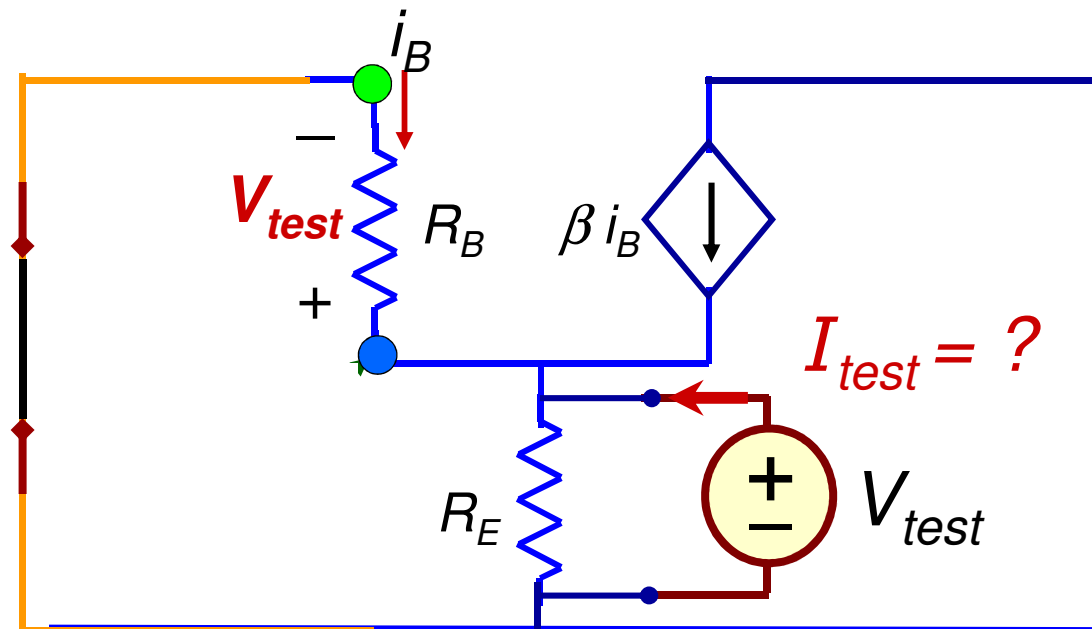 i_B
–
V_test
R_B
+
β i_B
I_test = ?
R_E
+
–
V_test